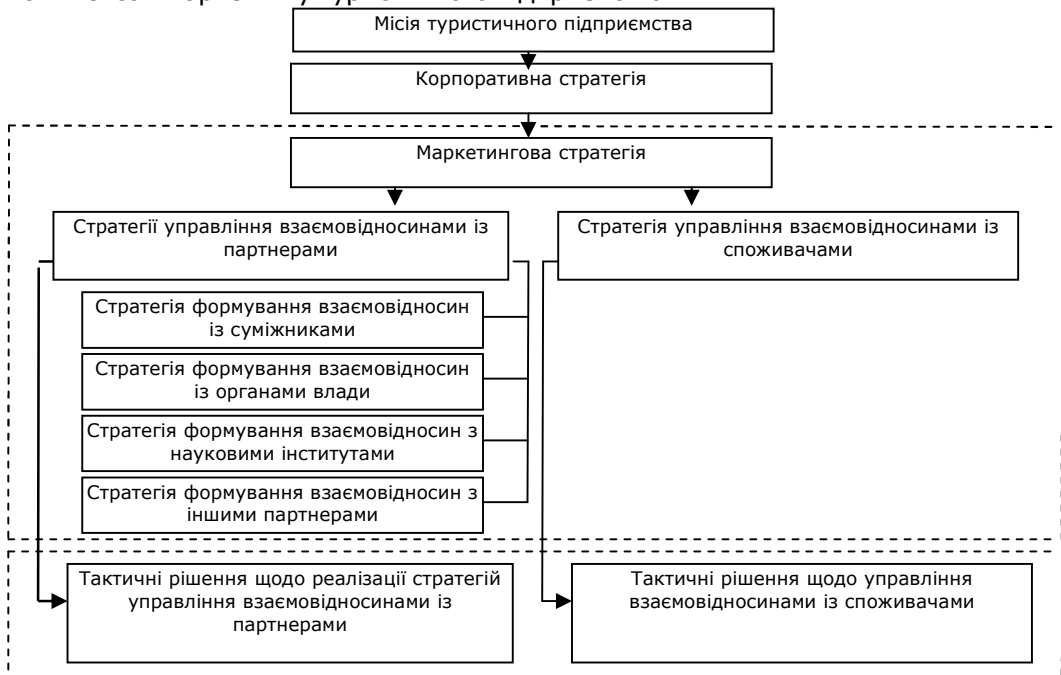 Місія туристичного підприємства
Корпоративна стратегія
Маркетингова стратегія
Стратегії управління взаємовідносинами із
партнерами
Стратегія управління взаємовідносинами із
споживачами
Стратегія формування взаємовідносин
із суміжниками
Стратегія формування взаємовідносин
із органами влади
Стратегія формування взаємовідносин з
науковими інститутами
Стратегія формування взаємовідносин з
іншими партнерами
Тактичні рішення щодо реалізації стратегій
управління взаємовідносинами із
партнерами
Тактичні рішення щодо управління
взаємовідносинами із споживачами